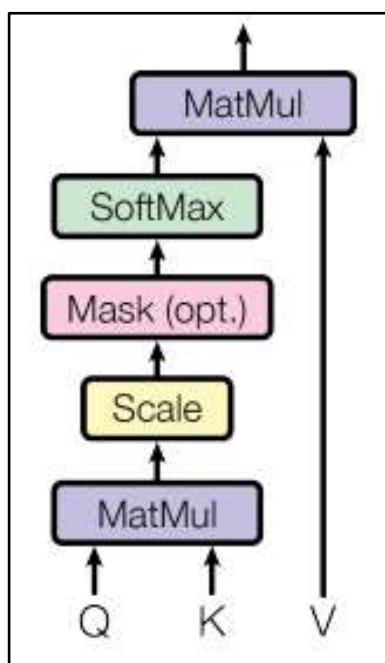 MatMul
SoftMax
Mask (opt.)
Scale
MatMul
Q K V